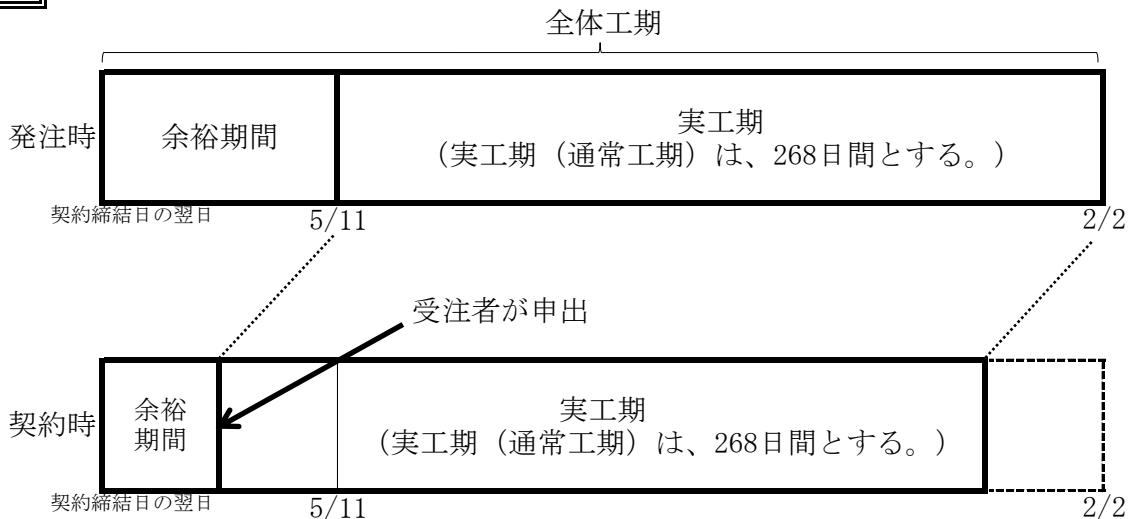 全体工期
発注時
余裕期間
実工期
(実工期（通常工期）は、268日間とする。)
契約締結日の翌日
5/11
2/2
受注者が申出
契約時
余裕
期間
実工期
(実工期（通常工期）は、268日間とする。)
契約締結日の翌日
5/11
2/2